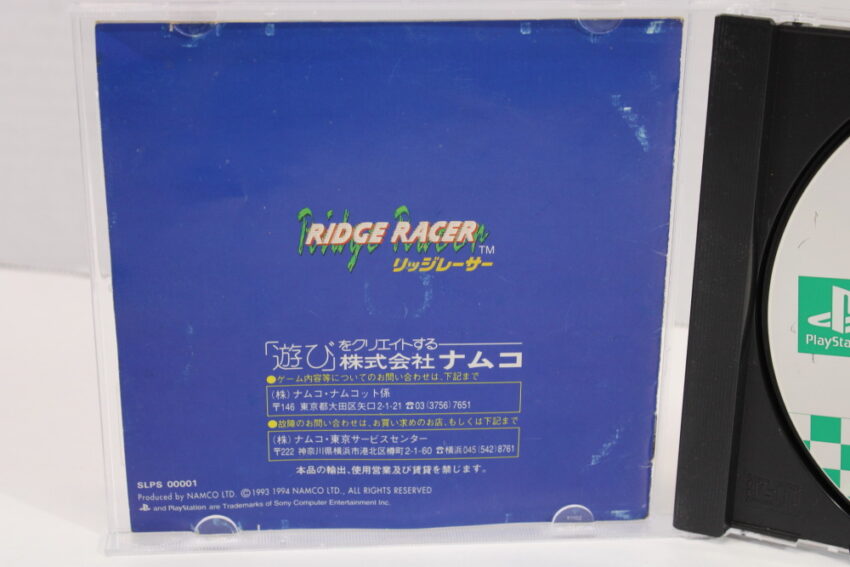 Ridge Racer
RIDGE RACER TM
リッジレーサー
「遊び」をクリエイトする
株式会社ナムコ
●ゲーム内容等についてのお問い合わせは、下記まで
(株)ナムコ・ナムコット係
〒146 東京都大田区矢口2-1-21 ☎03(3756)7651
●故障のお問い合わせは、お買い求めのお店、もしくは下記まで
(株)ナムコ・東京サービスセンター
〒222 神奈川県横浜市港北区樽町2-1-60 ☎横浜045(542)8761
本品の輸出、使用営業及び賃貸を禁じます。
SLPS 00001
Produced by NAMCO LTD. ©1993 1994 NAMCO LTD., ALL RIGHTS RESERVED
and PlayStation are Trademarks of Sony Computer Entertainment Inc.
PlaySta